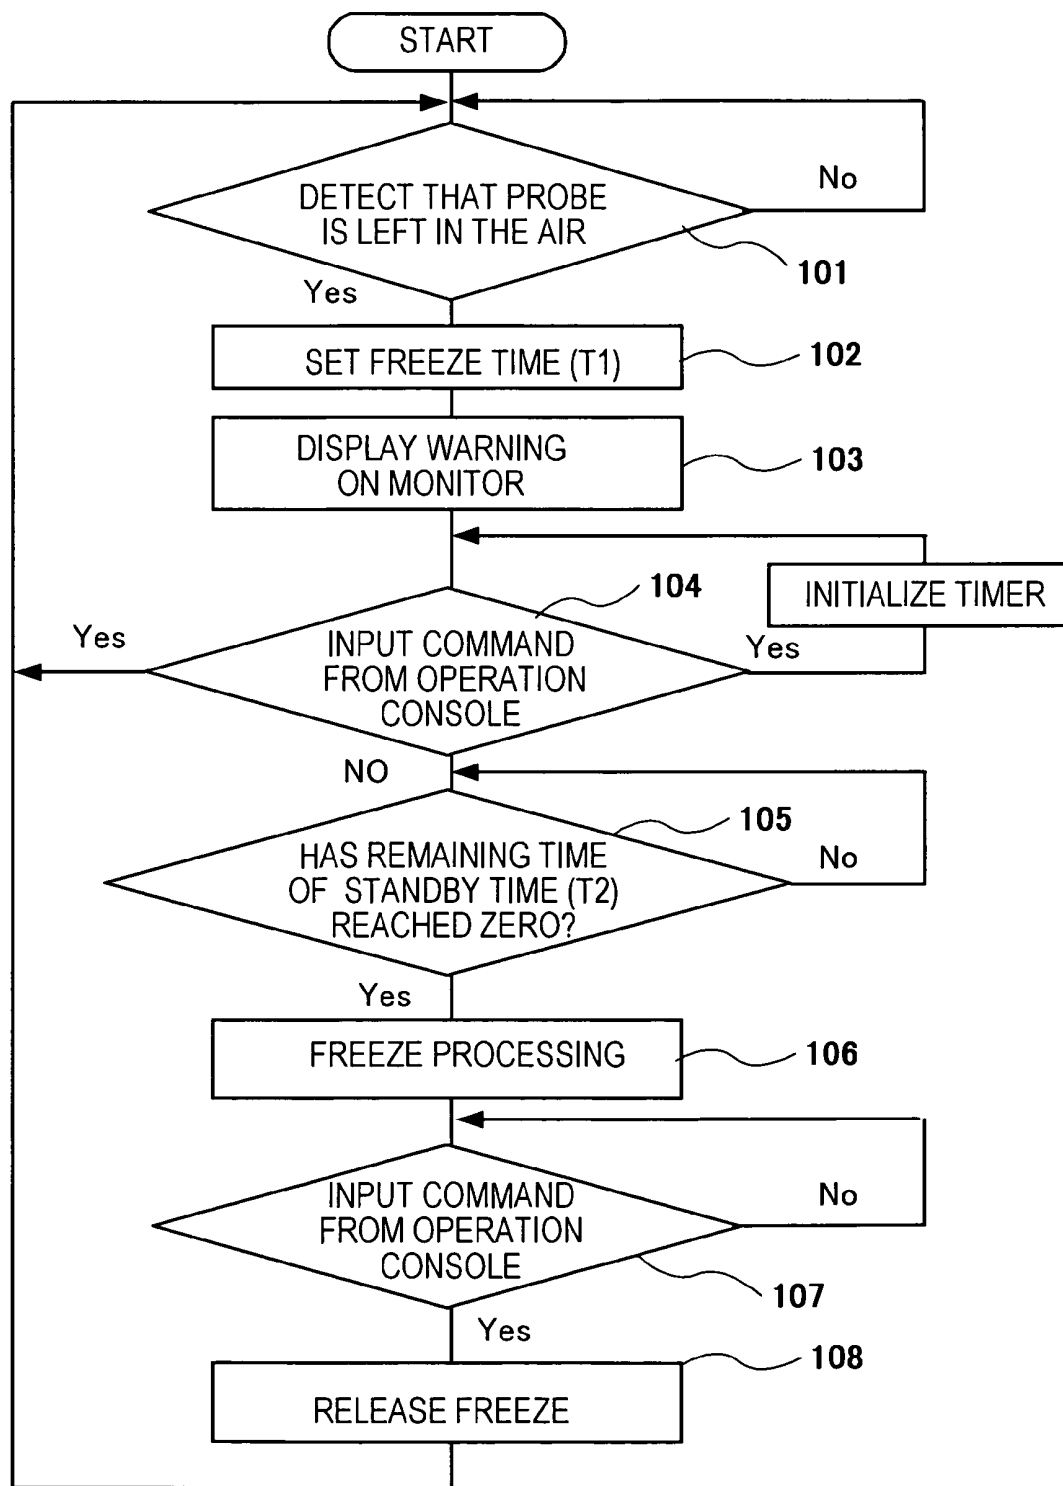 START
No
DETECT THAT PROBE
IS LEFT IN THE AIR
101
Yes
SET FREEZE TIME (T1)
102
DISPLAY WARNING
ON MONITOR
103
104
INITIALIZE TIMER
Yes
INPUT COMMAND
FROM OPERATION
CONSOLE
Yes
NO
105
HAS REMAINING TIME
OF STANDBY TIME (T2)
REACHED ZERO?
No
Yes
FREEZE PROCESSING
106
INPUT COMMAND
FROM OPERATION
CONSOLE
No
107
Yes
108
RELEASE FREEZE